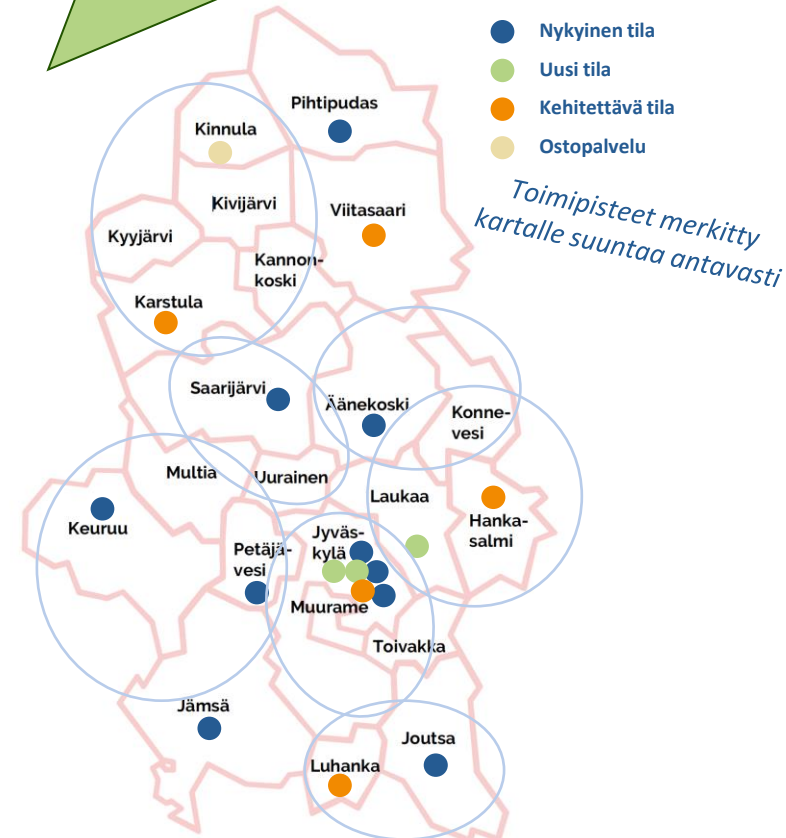 Nykyinen tila
Uusi tila
Kehitettävä tila
Ostopalvelu
Toimipisteet merkitty
kartalle suuntaa antavasti
Pihtipudas
Kinnula
Kivijärvi
Viitasaari
Kyyjärvi
Kannon-
koski
Karstula
Saarijärvi
Äänekoski
Konne-
vesi
Multia
Uurainen
Laukaa
Keuruu
Hanka-
salmi
Jyväs-
kylä
Petäjä-
vesi
Muurame
Toivakka
Jämsä
Joutsa
Luhanka